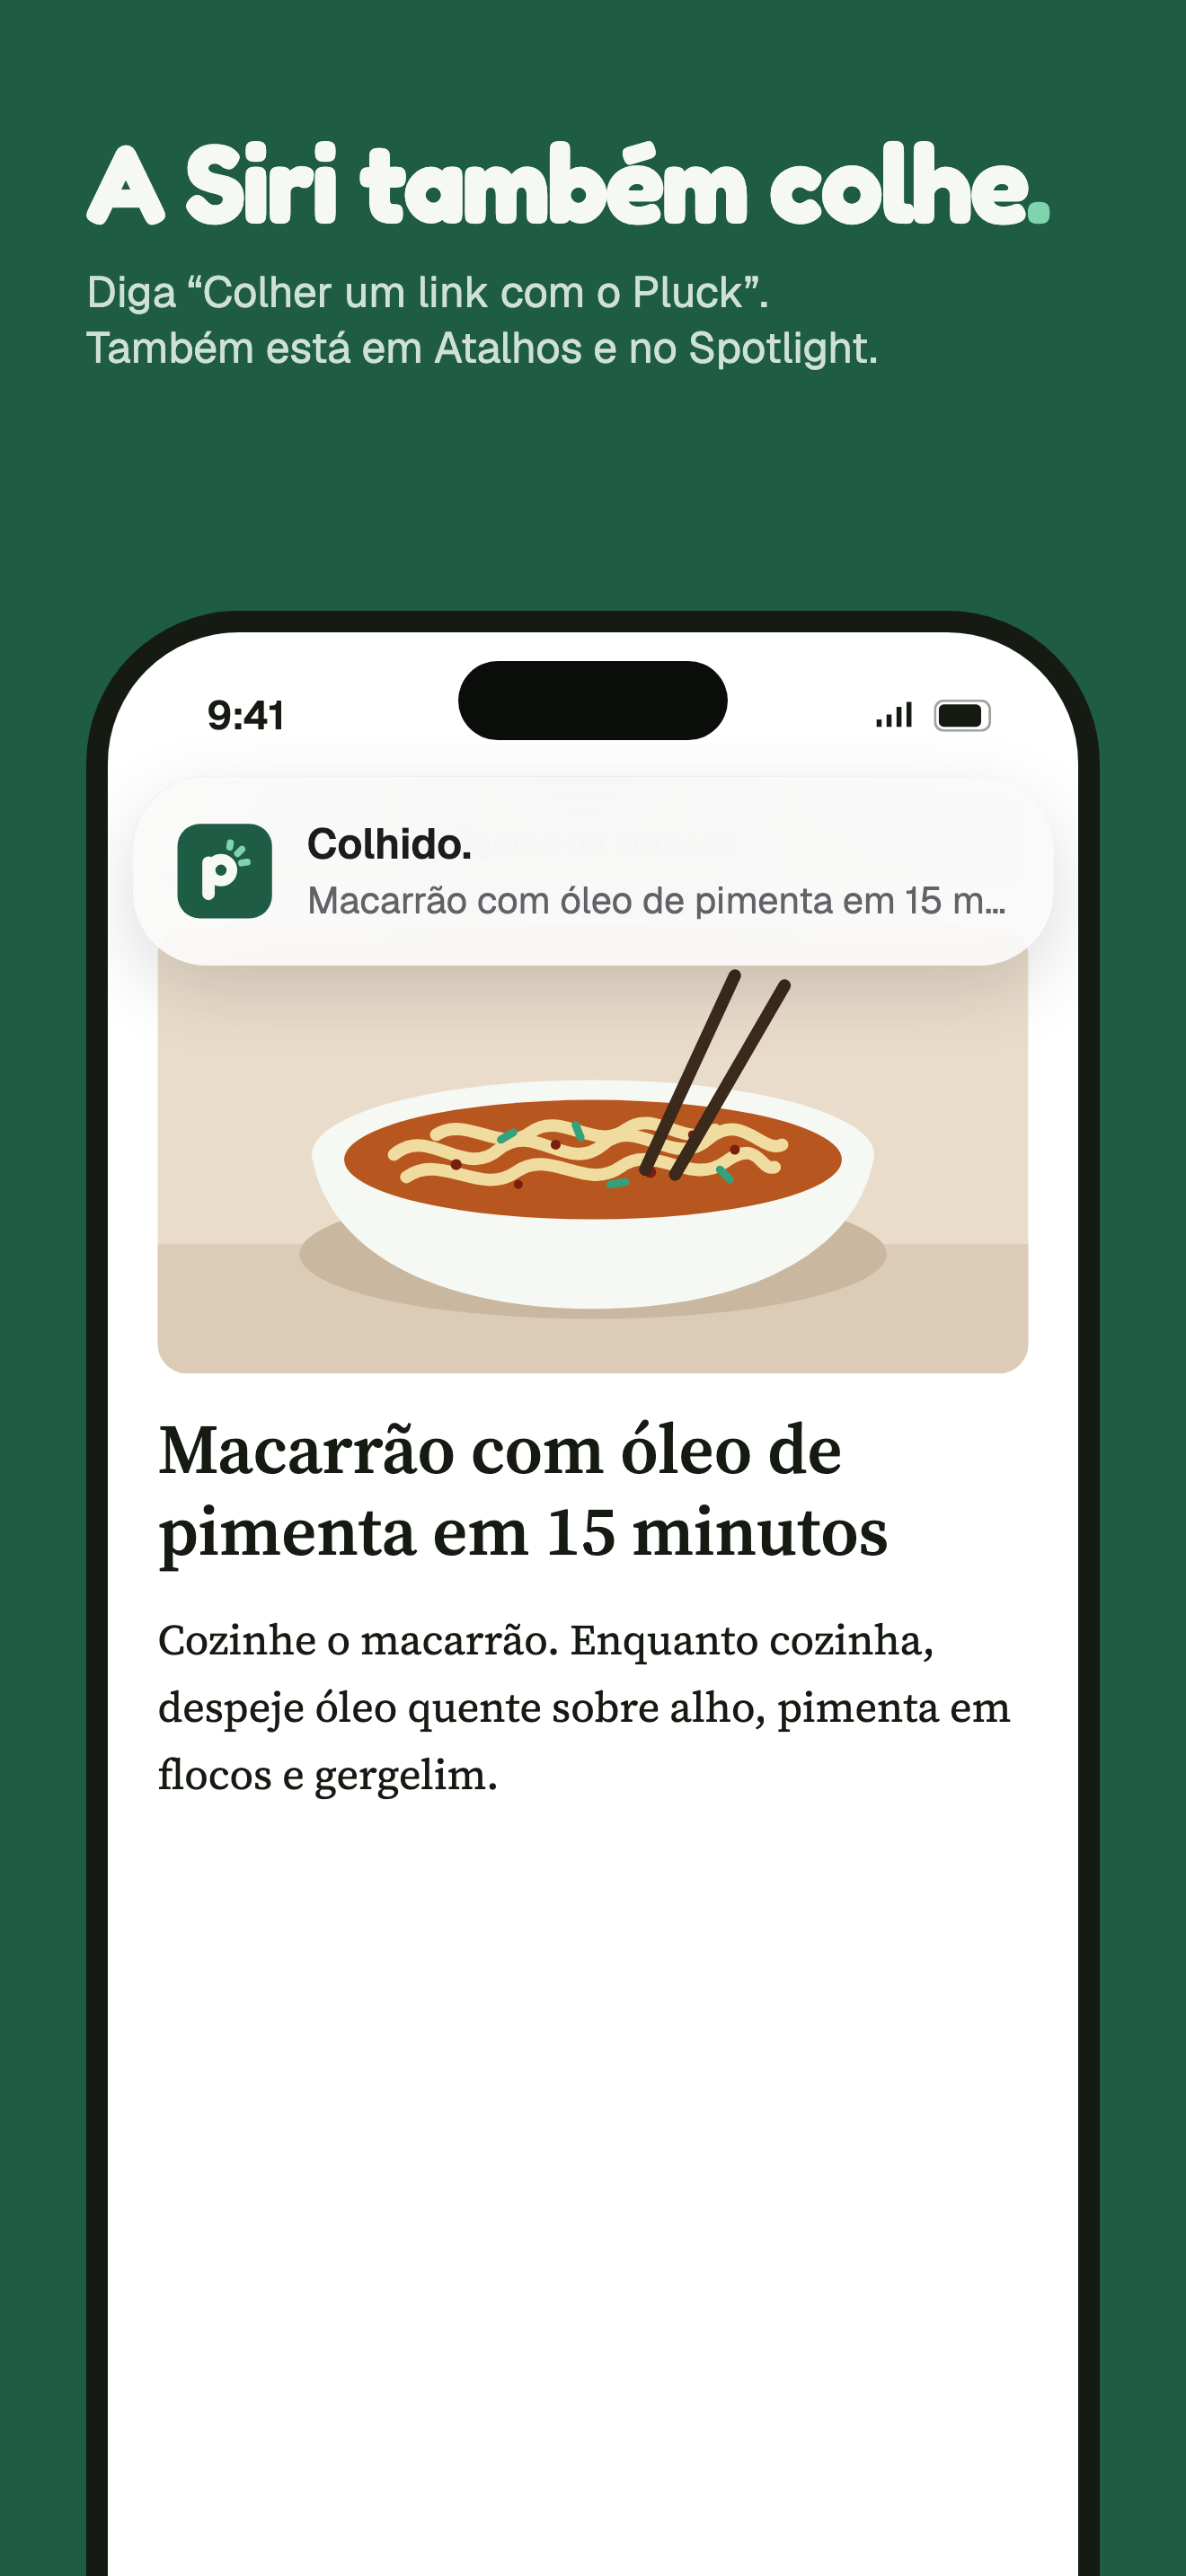 A Siri também colhe.
Diga “Colher um link com o Pluck”.
Também está em Atalhos e no Spotlight.
9:41
p
Colhido.
Macarrão com óleo de pimenta em 15 m...
Macarrão com óleo de
pimenta em 15 minutos
Cozinhe o macarrão. Enquanto cozinha,
despeje óleo quente sobre alho, pimenta em
flocos e gergelim.